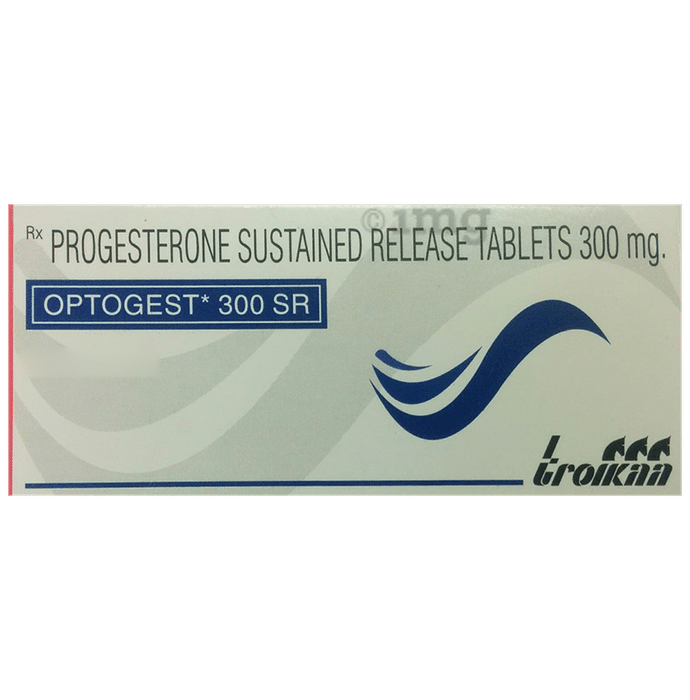 © 1mg
Rx PROGESTERONE SUSTAINED RELEASE TABLETS 300 mg.
OPTOGEST* 300 SR
troikaa